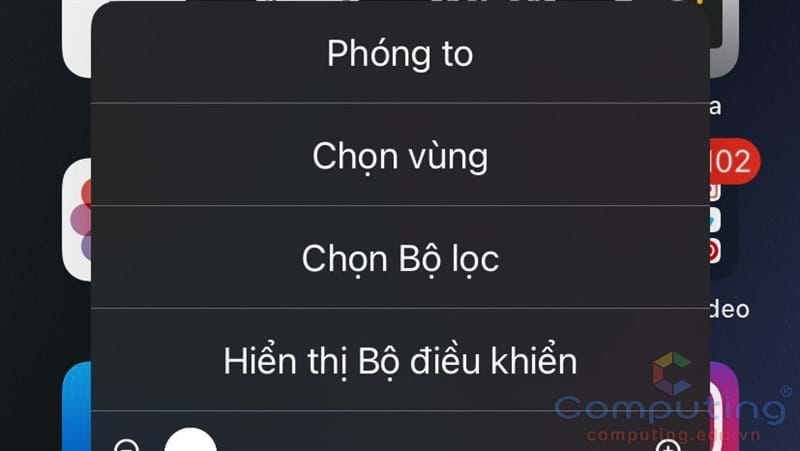 Phóng to
a
Chọn vùng
102
Chọn Bộ lọc
deo
Hiển thị Bộ điều khiển
Computing®
computing.edu.vn